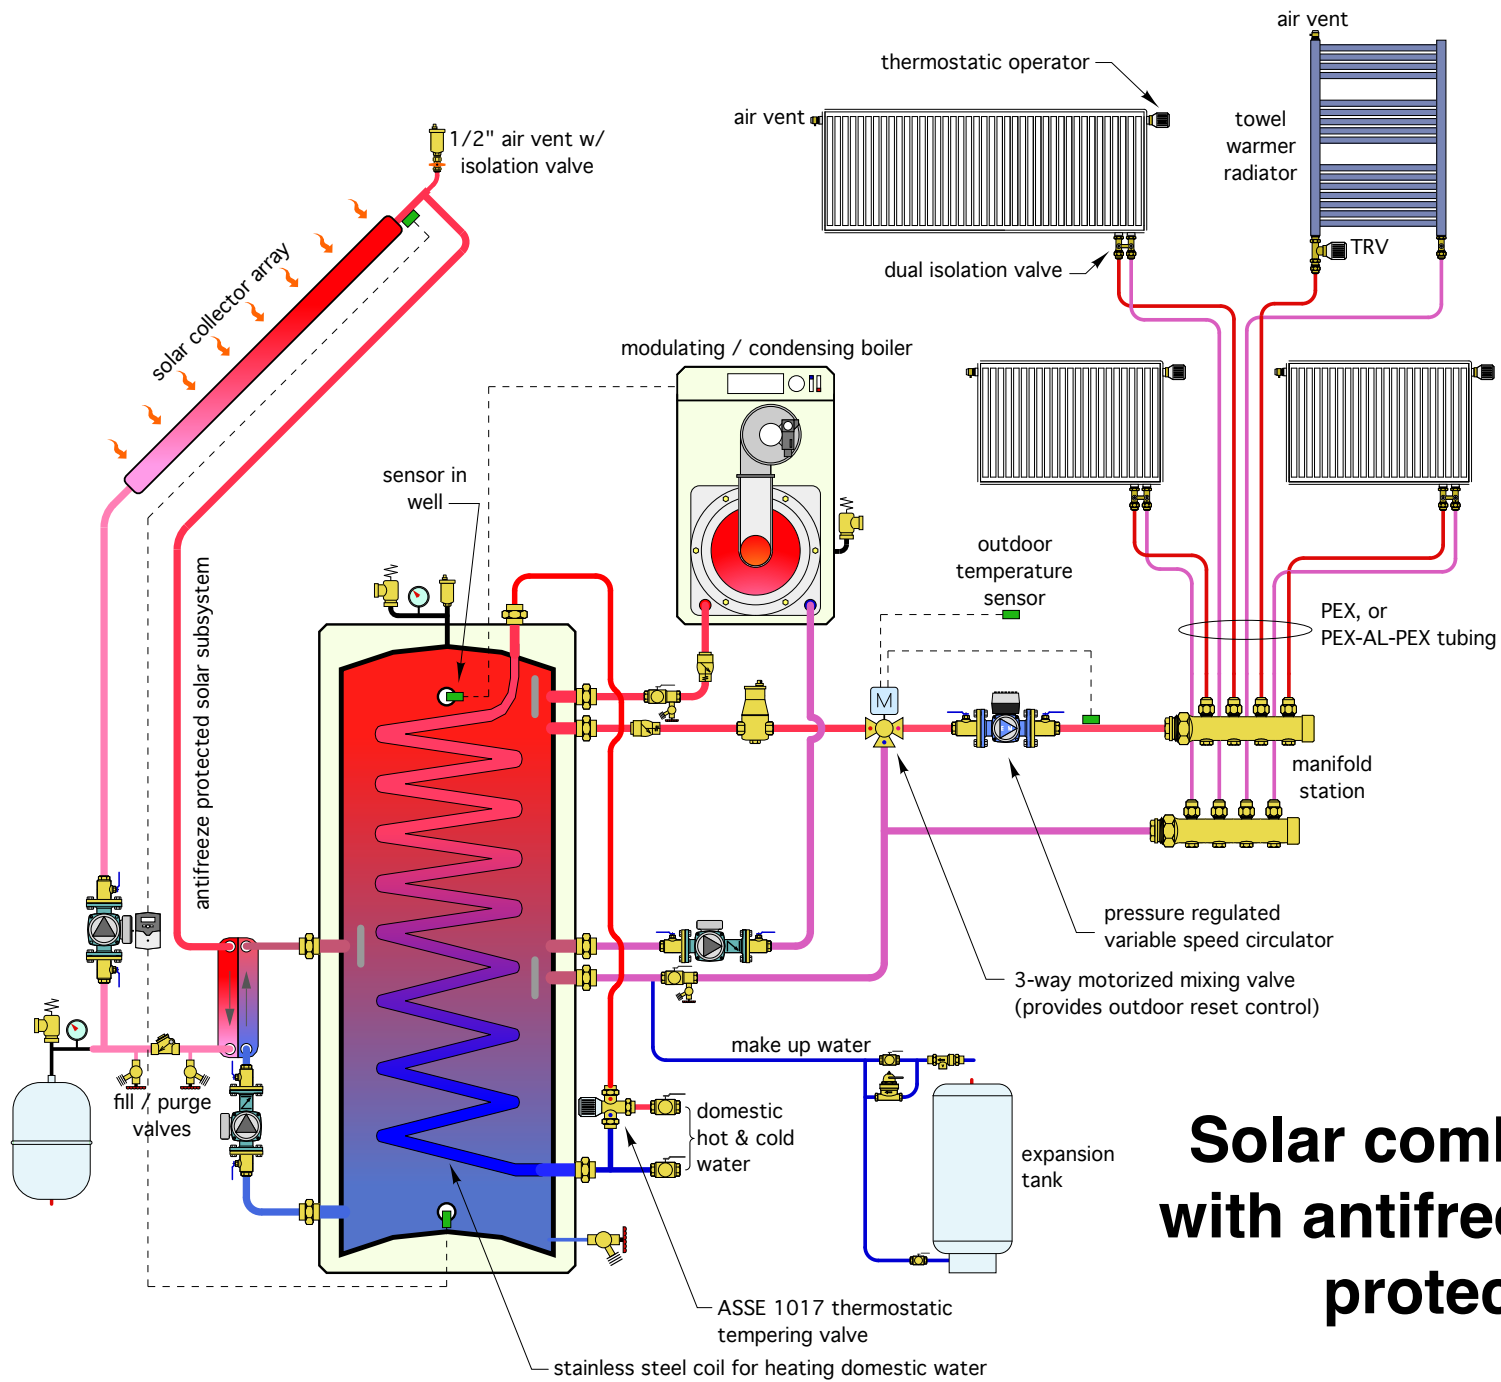 air vent
thermostatic operator
air vent
towel
warmer
radiator
1/2" air vent w/
isolation valve
TRV
dual isolation valve
solar collector array
modulating / condensing boiler
sensor in
well
outdoor
temperature
sensor
antifreeze protected solar subsystem
PEX, or
PEX-AL-PEX tubing
M
manifold
station
pressure regulated
variable speed circulator
3-way motorized mixing valve
(provides outdoor reset control)
make up water
fill / purge
valves
domestic
hot & cold
water
expansion
tank
ASSE 1017 thermostatic
tempering valve
stainless steel coil for heating domestic water
Solar
with